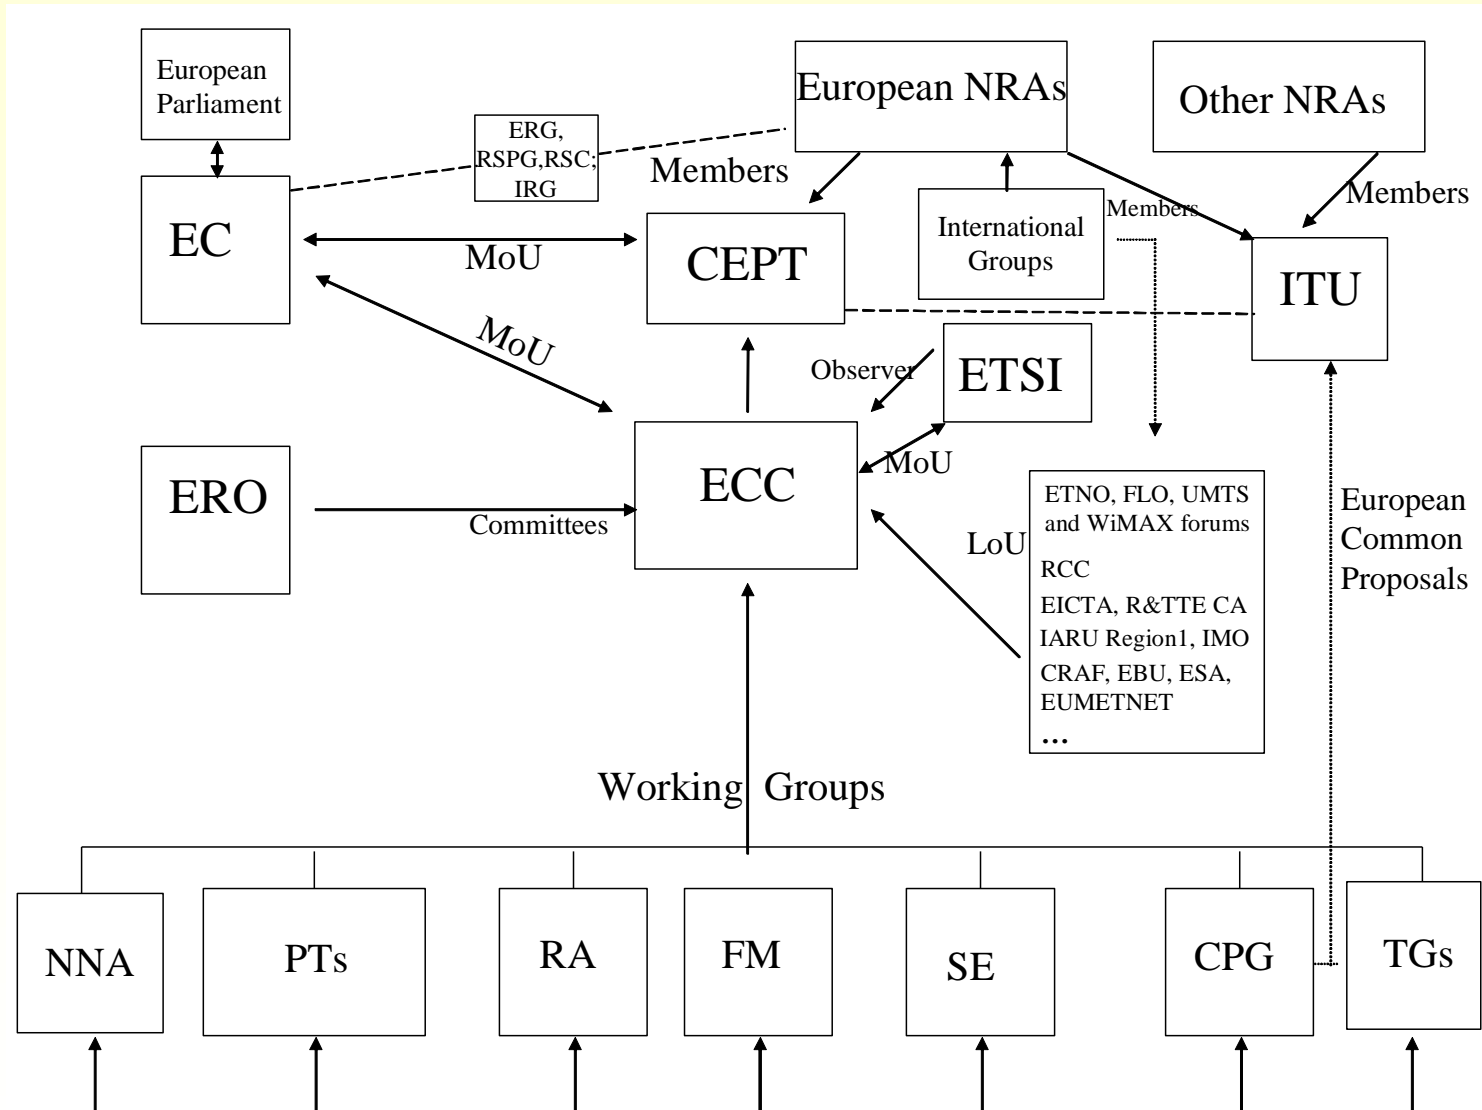 European
Parliament
European NRAs
Other NRAs
ERG,
RSPG,RSC;
IRG
Members
Members
Members
EC
MoU
CEPT
International
Groups
ITU
MoU
Observer
ETSI
MoU
ERO
Committees
ECC
LoU
ETNO, FLO, UMTS
and WiMAX forums
RCC
EICTA, R&TTE CA
IARU Region1, IMO
CRAF, EBU, ESA,
EUMETNET
...
European
Common
Proposals
Working Groups
NNA
PTs
RA
FM
SE
CPG
TGs